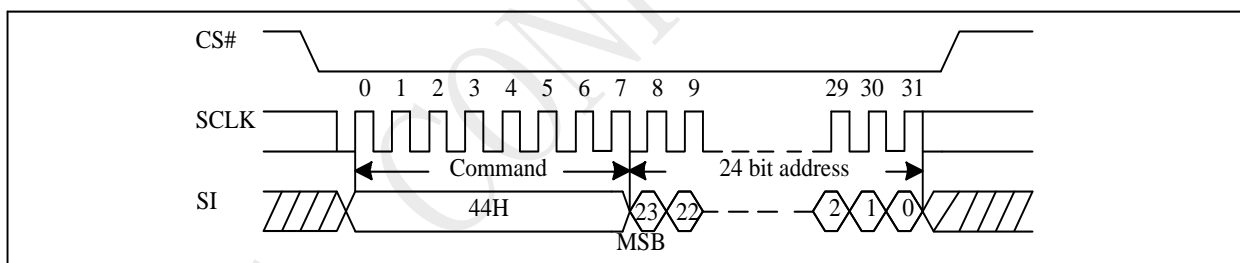 CS#
0 1 2 3 4 5 6 7 8 9 29 30 31
SCLK
Command 24 bit address
SI 44H 23 22 2 1 0
MSB